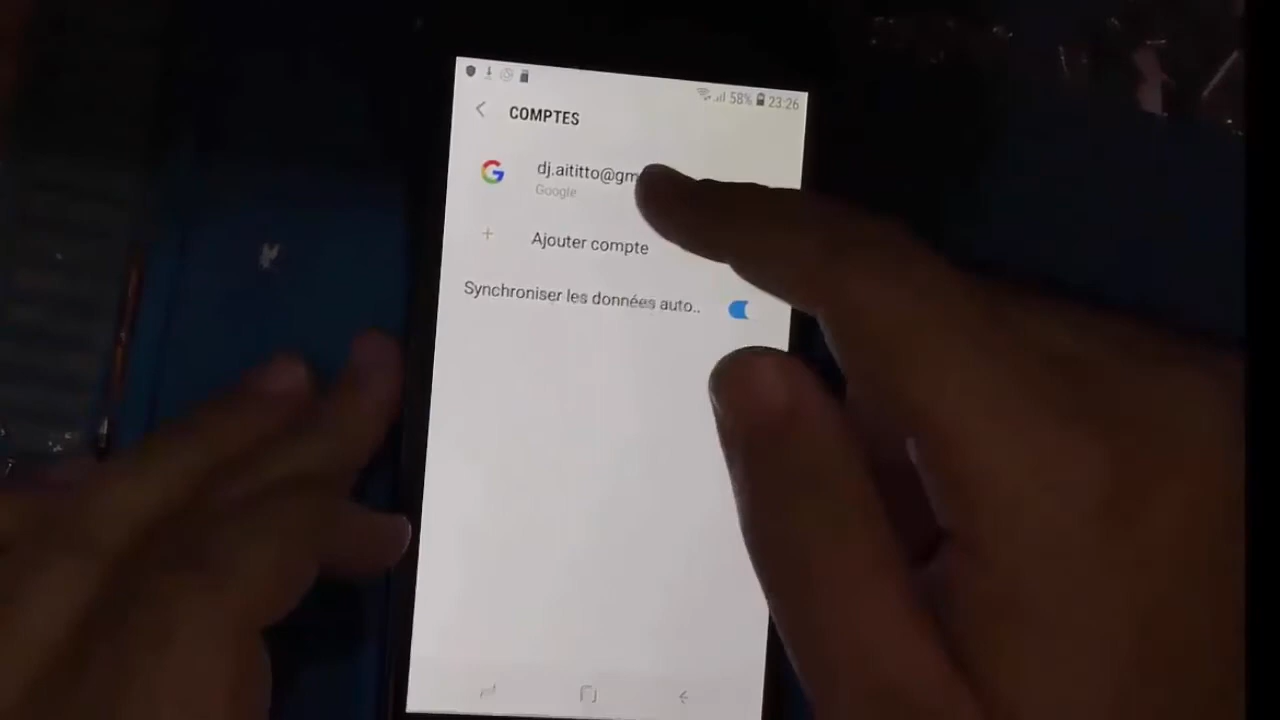 58% 23:26
COMPTES
dj.aititto@gm
Google
Ajouter compte
Synchroniser les données auto..